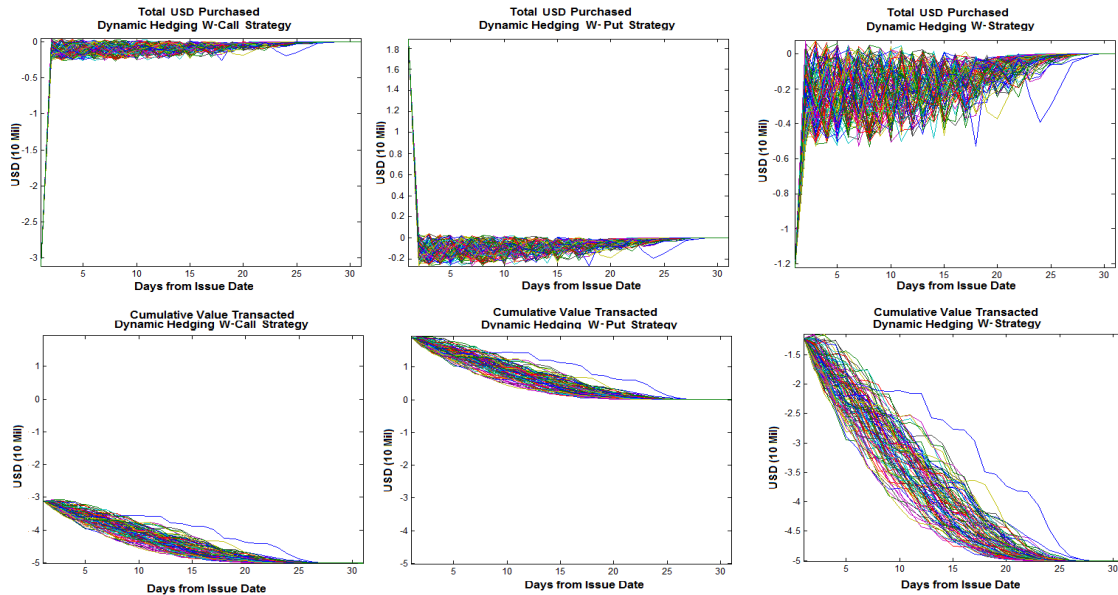 Total USD Purchased
Dynamic Hedging W-Call Strategy
USD (10 Mil)
0
-0.5
-1
-1.5
-2
-2.5
-3
5 10 15 20 25 30
Days from Issue Date
Total USD Purchased
Dynamic Hedging W-Put Strategy
USD (10 Mil)
1.8
1.6
1.4
1.2
1
0.8
0.6
0.4
0.2
0
-0.2
5 10 15 20 25 30
Days from Issue Date
Total USD Purchased
Dynamic Hedging W-Strategy
USD (10 Mil)
0
-0.2
-0.4
-0.6
-0.8
-1
-1.2
5 10 15 20 25 30
Days from Issue Date
Cumulative Value Transacted
Dynamic Hedging W-Call Strategy
USD (10 Mil)
1
0
-1
-2
-3
-4
-5
5 10 15 20 25 30
Days from Issue Date
Cumulative Value Transacted
Dynamic Hedging W-Put Strategy
USD (10 Mil)
1
0
-1
-2
-3
-4
-5
5 10 15 20 25 30
Days from Issue Date
Cumulative Value Transacted
Dynamic Hedging W-Strategy
USD (10 Mil)
-1.5
-2
-2.5
-3
-3.5
-4
-4.5
-5
5 10 15 20 25 30
Days from Issue Date